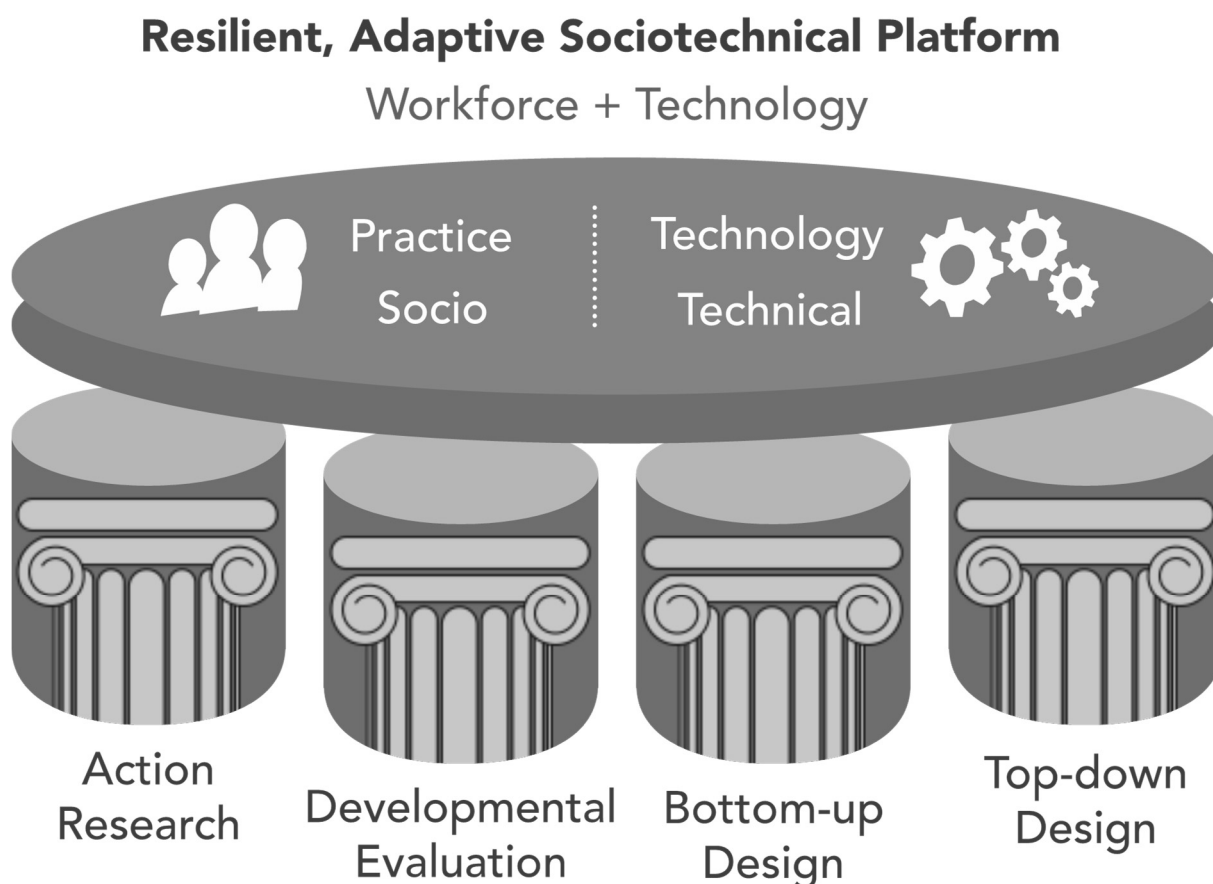 Resilient, Adaptive Sociotechnical Platform
Workforce + Technology
Practice
Socio
Technology
Technical
Action
Research
Developmental
Evaluation
Bottom-up
Design
Top-down
Design